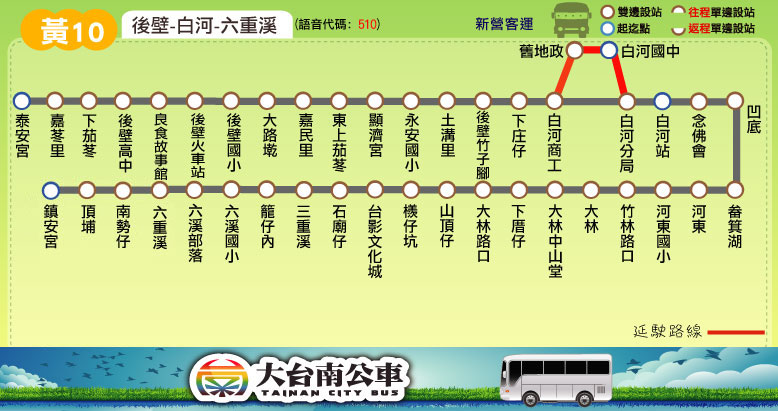 黃10
後壁-白河-六重溪
(語音代碼：510)
新營客運
雙邊設站
往程單邊設站
起迄點
返程單邊設站
舊地政
白河國中
泰安宮
嘉苳里
下茄苳
後壁高中
良食故事館
後壁火車站
後壁國小
大路墘
嘉民里
東上茄苳
顯濟宮
永安國小
土溝里
後壁竹子腳
下庄仔
白河商工
白河分局
白河站
念佛會
凹底
鎮安宮
頂埔
南勢仔
六重溪
六溪部落
六溪國小
籠仔內
三重溪
石廟仔
台影文化城
檨仔坑
山頂仔
大林路口
下厝仔
大林中山堂
大林
竹林路口
河東國小
河東
畚箕湖
延駛路線
大台南公車
TAINAN CITY BUS